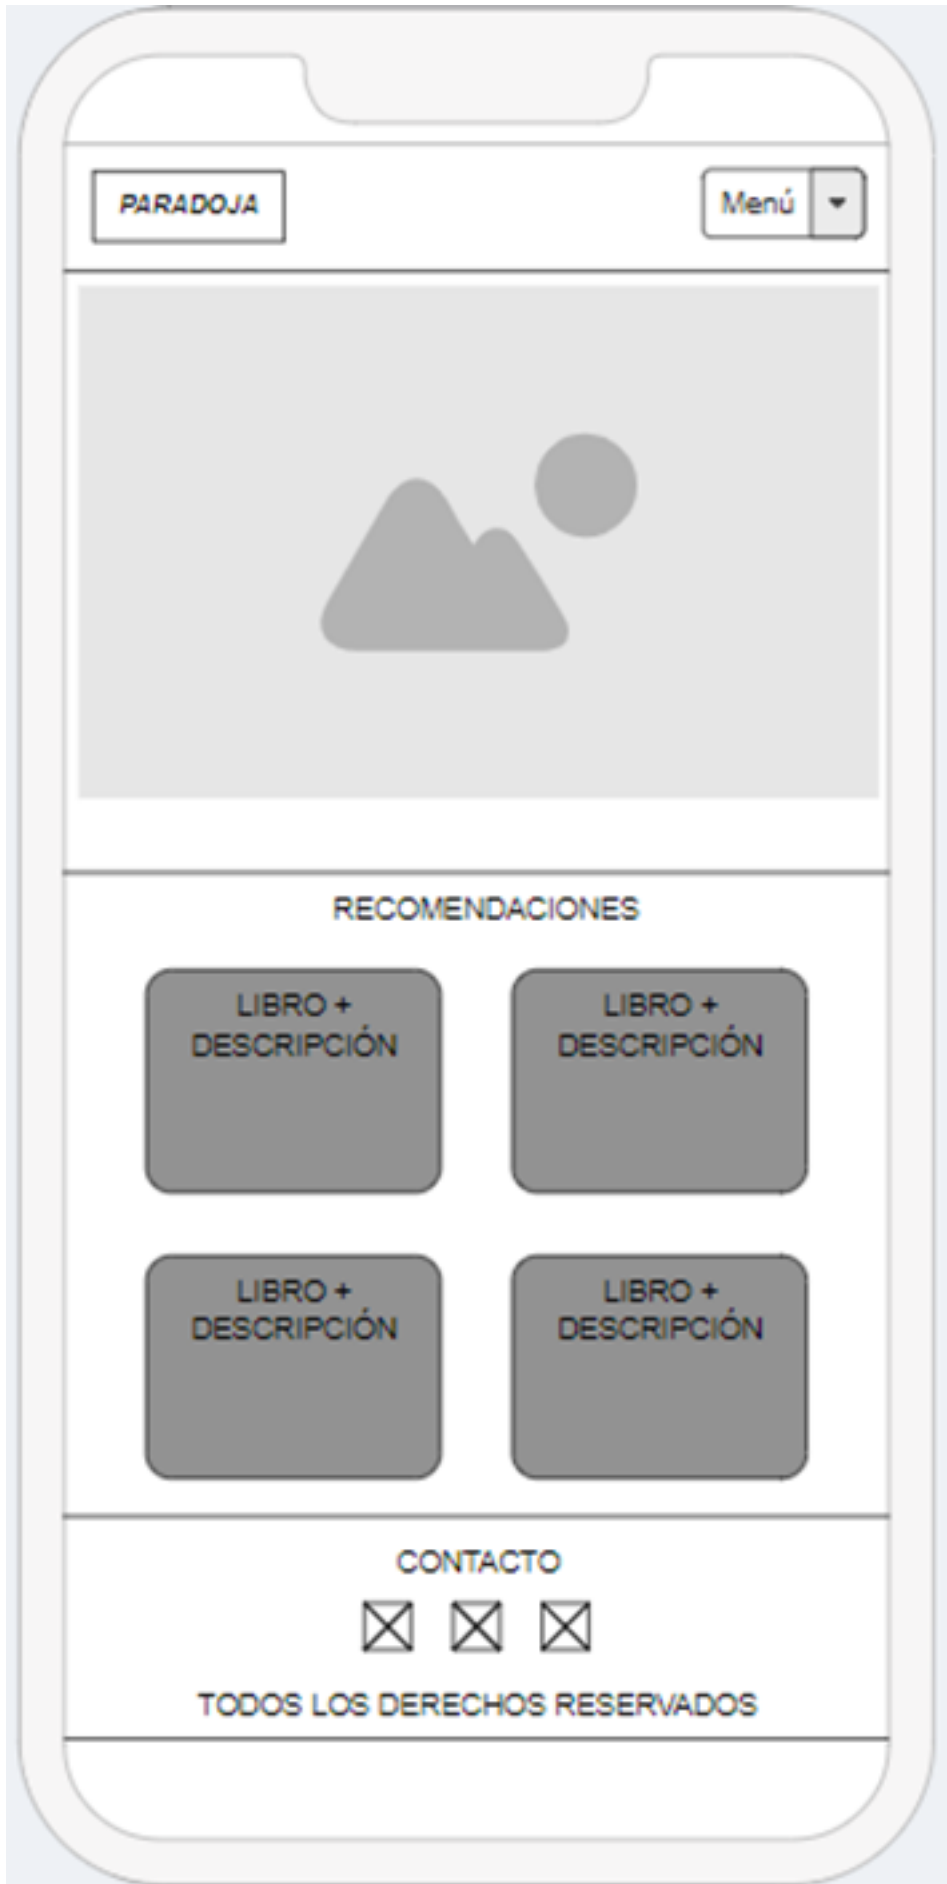 PARADOJA
Menú
RECOMENDACIONES
LIBRO +
DESCRIPCIÓN
LIBRO +
DESCRIPCIÓN
LIBRO +
DESCRIPCIÓN
LIBRO +
DESCRIPCIÓN
CONTACTO
TODOS LOS DERECHOS RESERVADOS